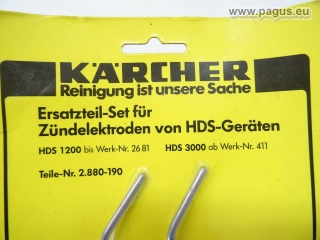 www.pagus.eu
KÄRCHER
Reinigung ist unsere Sache
Ersatzteil-Set für
Zündelektroden von HDS-Geräten
HDS 1200 bis Werk-Nr. 2681 HDS 3000 ab Werk-Nr. 411
Teile-Nr. 2.880-190